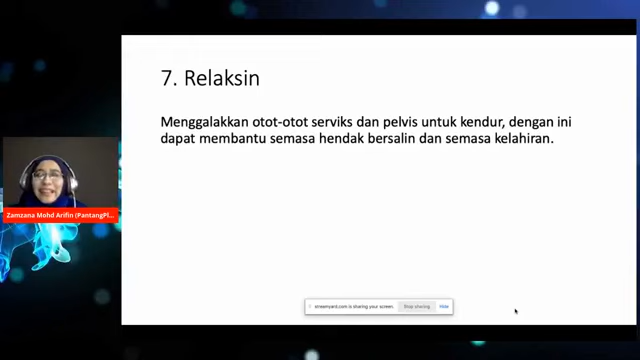 7. Relaksin
Menggalakkan otot-otot serviks dan pelvis untuk kendur, dengan ini
dapat membantu semasa hendak bersalin dan semasa kelahiran.
Zamzana Mohd Arifin (PantangPl...
streamyard.com is sharing your screen.
Stop sharing
Hide